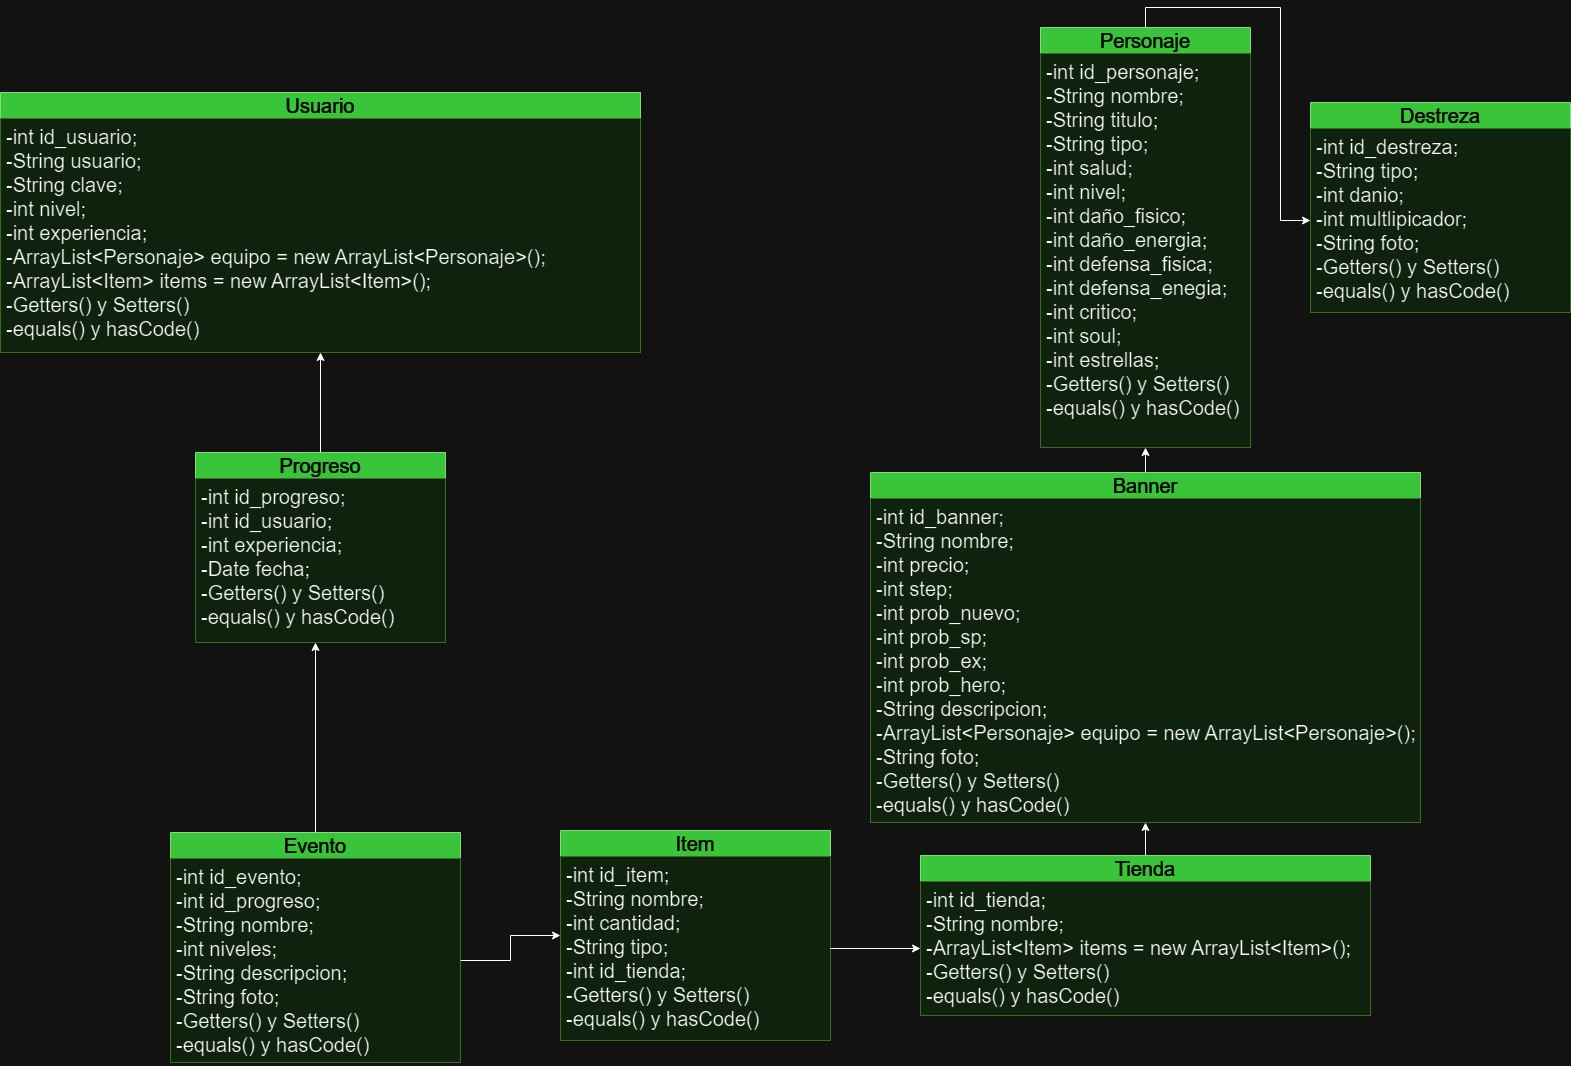 Usuario
-int id_usuario;
-String usuario;
-String clave;
-int nivel;
-int experiencia;
-ArrayList<Personaje> equipo = new ArrayList<Personaje>();
-ArrayList<Item> items = new ArrayList<Item>();
-Getters() y Setters()
-equals() y hasCode()
Personaje
-int id_personaje;
-String nombre;
-String titulo;
-String tipo;
-int salud;
-int nivel;
-int daño_fisico;
-int daño_energia;
-int defensa_fisica;
-int defensa_enegia;
-int critico;
-int soul;
-int estrellas;
-Getters() y Setters()
-equals() y hasCode()
Destreza
-int id_destreza;
-String tipo;
-int danio;
-int multlipicador;
-String foto;
-Getters() y Setters()
-equals() y hasCode()
Progreso
-int id_progreso;
-int id_usuario;
-int experiencia;
-Date fecha;
-Getters() y Setters()
-equals() y hasCode()
Banner
-int id_banner;
-String nombre;
-int precio;
-int step;
-int prob_nuevo;
-int prob_sp;
-int prob_ex;
-int prob_hero;
-String descripcion;
-ArrayList<Personaje> equipo = new ArrayList<Personaje>();
-String foto;
-Getters() y Setters()
-equals() y hasCode()
Evento
-int id_evento;
-int id_progreso;
-String nombre;
-int niveles;
-String descripcion;
-String foto;
-Getters() y Setters()
-equals() y hasCode()
Item
-int id_item;
-String nombre;
-int cantidad;
-String tipo;
-int id_tienda;
-Getters() y Setters()
-equals() y hasCode()
Tienda
-int id_tienda;
-String nombre;
-ArrayList<Item> items = new ArrayList<Item>();
-Getters() y Setters()
-equals() y hasCode()